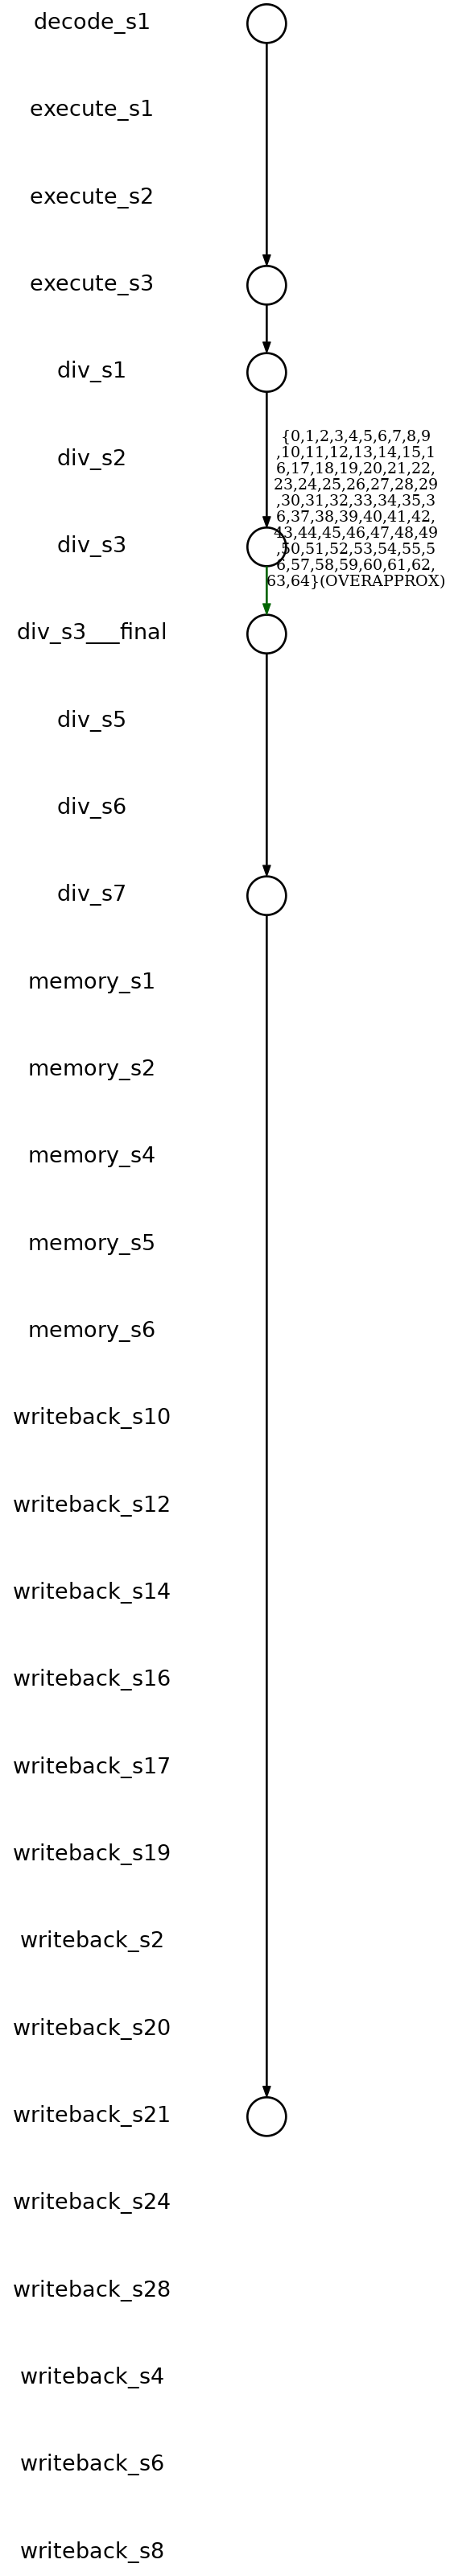 decode_s1
execute_s1
execute_s2
execute_s3
div_s1
{0,1,2,3,4,5,6,7,8,9
,10,11,12,13,14,15,1
6,17,18,19,20,21,22,
23,24,25,26,27,28,29
,30,31,32,33,34,35,3
6,37,38,39,40,41,42,
43,44,45,46,47,48,49
,50,51,52,53,54,55,5
6,57,58,59,60,61,62,
63,64}(OVERAPPROX)
div_s2
div_s3
div_s3___final
div_s5
div_s6
div_s7
memory_s1
memory_s2
memory_s4
memory_s5
memory_s6
writeback_s10
writeback_s12
writeback_s14
writeback_s16
writeback_s17
writeback_s19
writeback_s2
writeback_s20
writeback_s21
writeback_s24
writeback_s28
writeback_s4
writeback_s6
writeback_s8